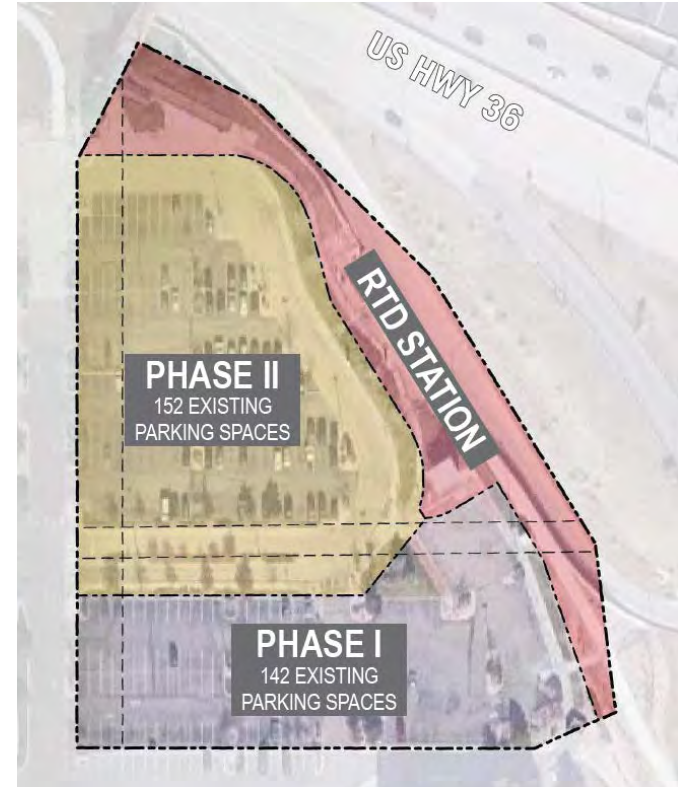 US HWY 36
RTD STATION
PHASE II
152 EXISTING
PARKING SPACES
PHASE I
142 EXISTING
PARKING SPACES